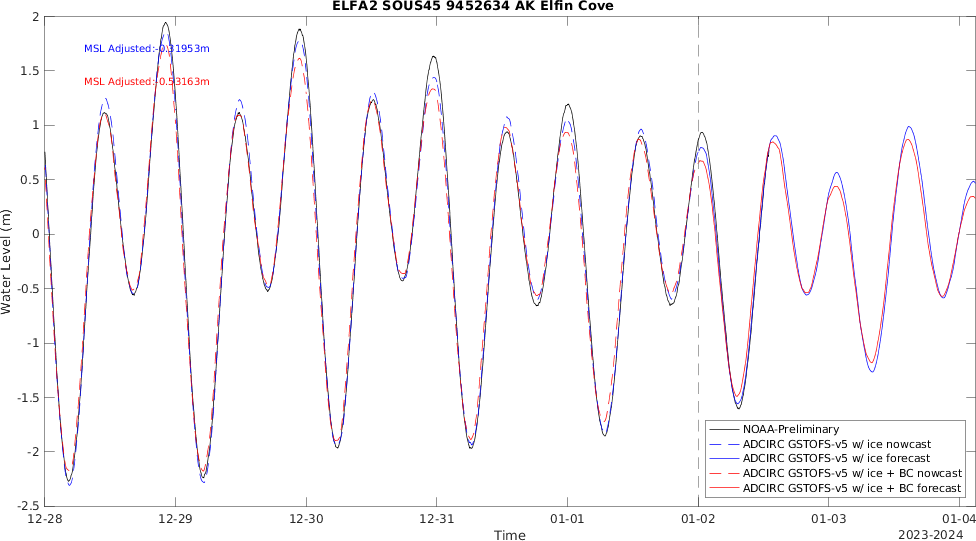 ELFA2 SOUS45 9452634 AK Elfin Cove
MSL Adjusted:-0.31953m
MSL Adjusted:-0.53163m
Water Level (m)
2
1.5
1
0.5
0
-0.5
-1
-1.5
-2
-2.5
NOAA-Preliminary
ADCIRC GSTOFS-v5 w/ ice nowcast
ADCIRC GSTOFS-v5 w/ ice forecast
ADCIRC GSTOFS-v5 w/ ice + BC nowcast
ADCIRC GSTOFS-v5 w/ ice + BC forecast
12-28 12-29 12-30 12-31 01-01 01-02 01-03 01-04
Time
2023-2024